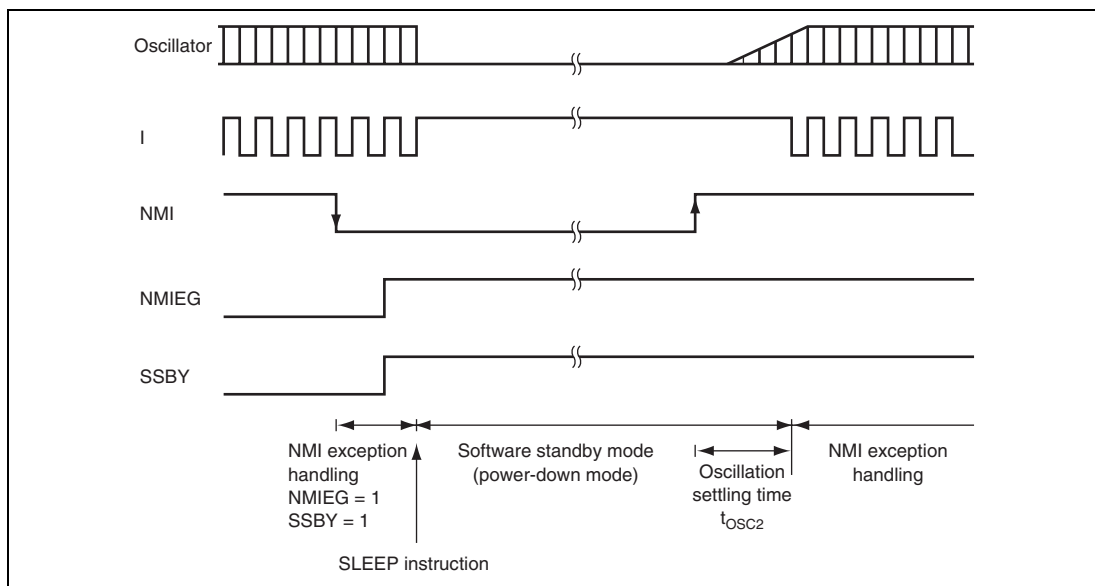 Oscillator
I
NMI
NMIEG
SSBY
NMI exception
handling
NMIEG = 1
SSBY = 1
Software standby mode
(power-down mode)
Oscillation
settling time
tOSC2
NMI exception
handling
SLEEP instruction